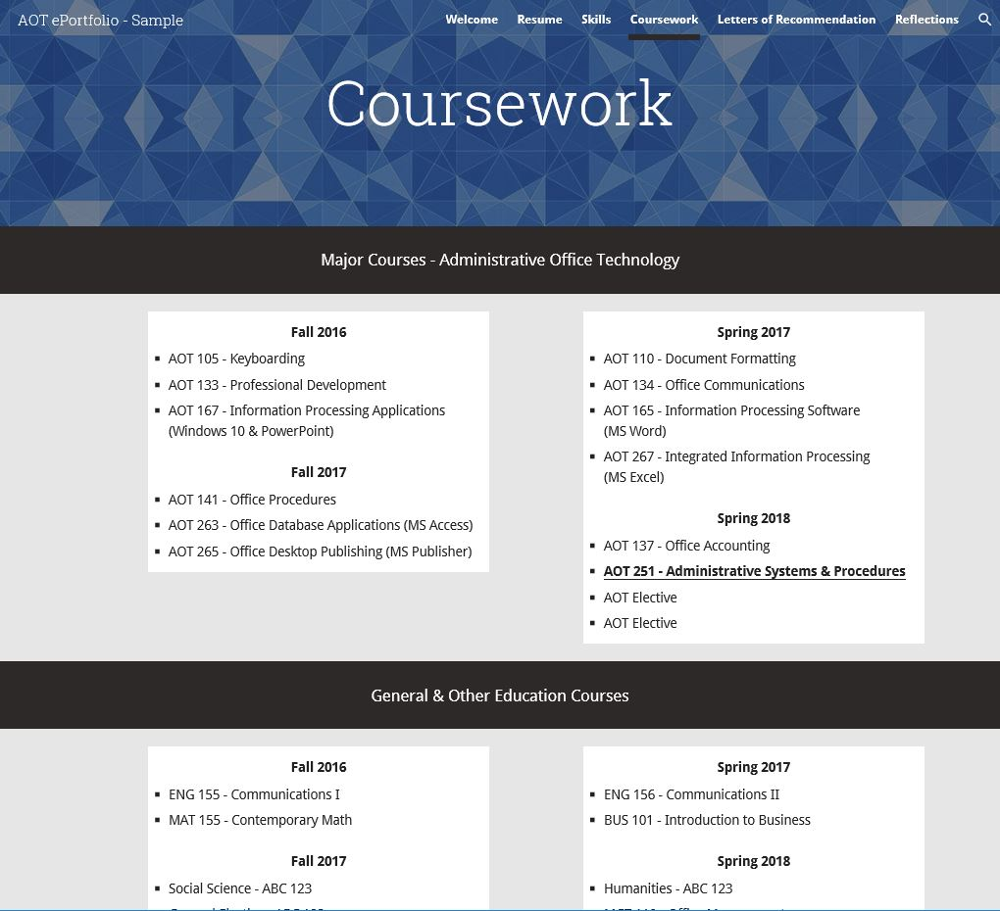 AOT ePortfolio - Sample
Welcome Resume Skills Coursework Letters of Recommendation Reflections
Coursework
Major Courses - Administrative Office Technology
Fall 2016
AOT 105 - Keyboarding
AOT 133 - Professional Development
AOT 167 - Information Processing Applications
(Windows 10 & PowerPoint)
Fall 2017
AOT 141 - Office Procedures
AOT 263 - Office Database Applications (MS Access)
AOT 265 - Office Desktop Publishing (MS Publisher)
Spring 2017
AOT 110 - Document Formatting
AOT 134 - Office Communications
AOT 165 - Information Processing Software
(MS Word)
AOT 267 - Integrated Information Processing
(MS Excel)
Spring 2018
AOT 137 - Office Accounting
AOT 251 - Administrative Systems & Procedures
AOT Elective
AOT Elective
General & Other Education Courses
Fall 2016
ENG 155 - Communications I
MAT 155 - Contemporary Math
Fall 2017
Social Science - ABC 123
Spring 2017
ENG 156 - Communications II
BUS 101 - Introduction to Business
Spring 2018
Humanities - ABC 123